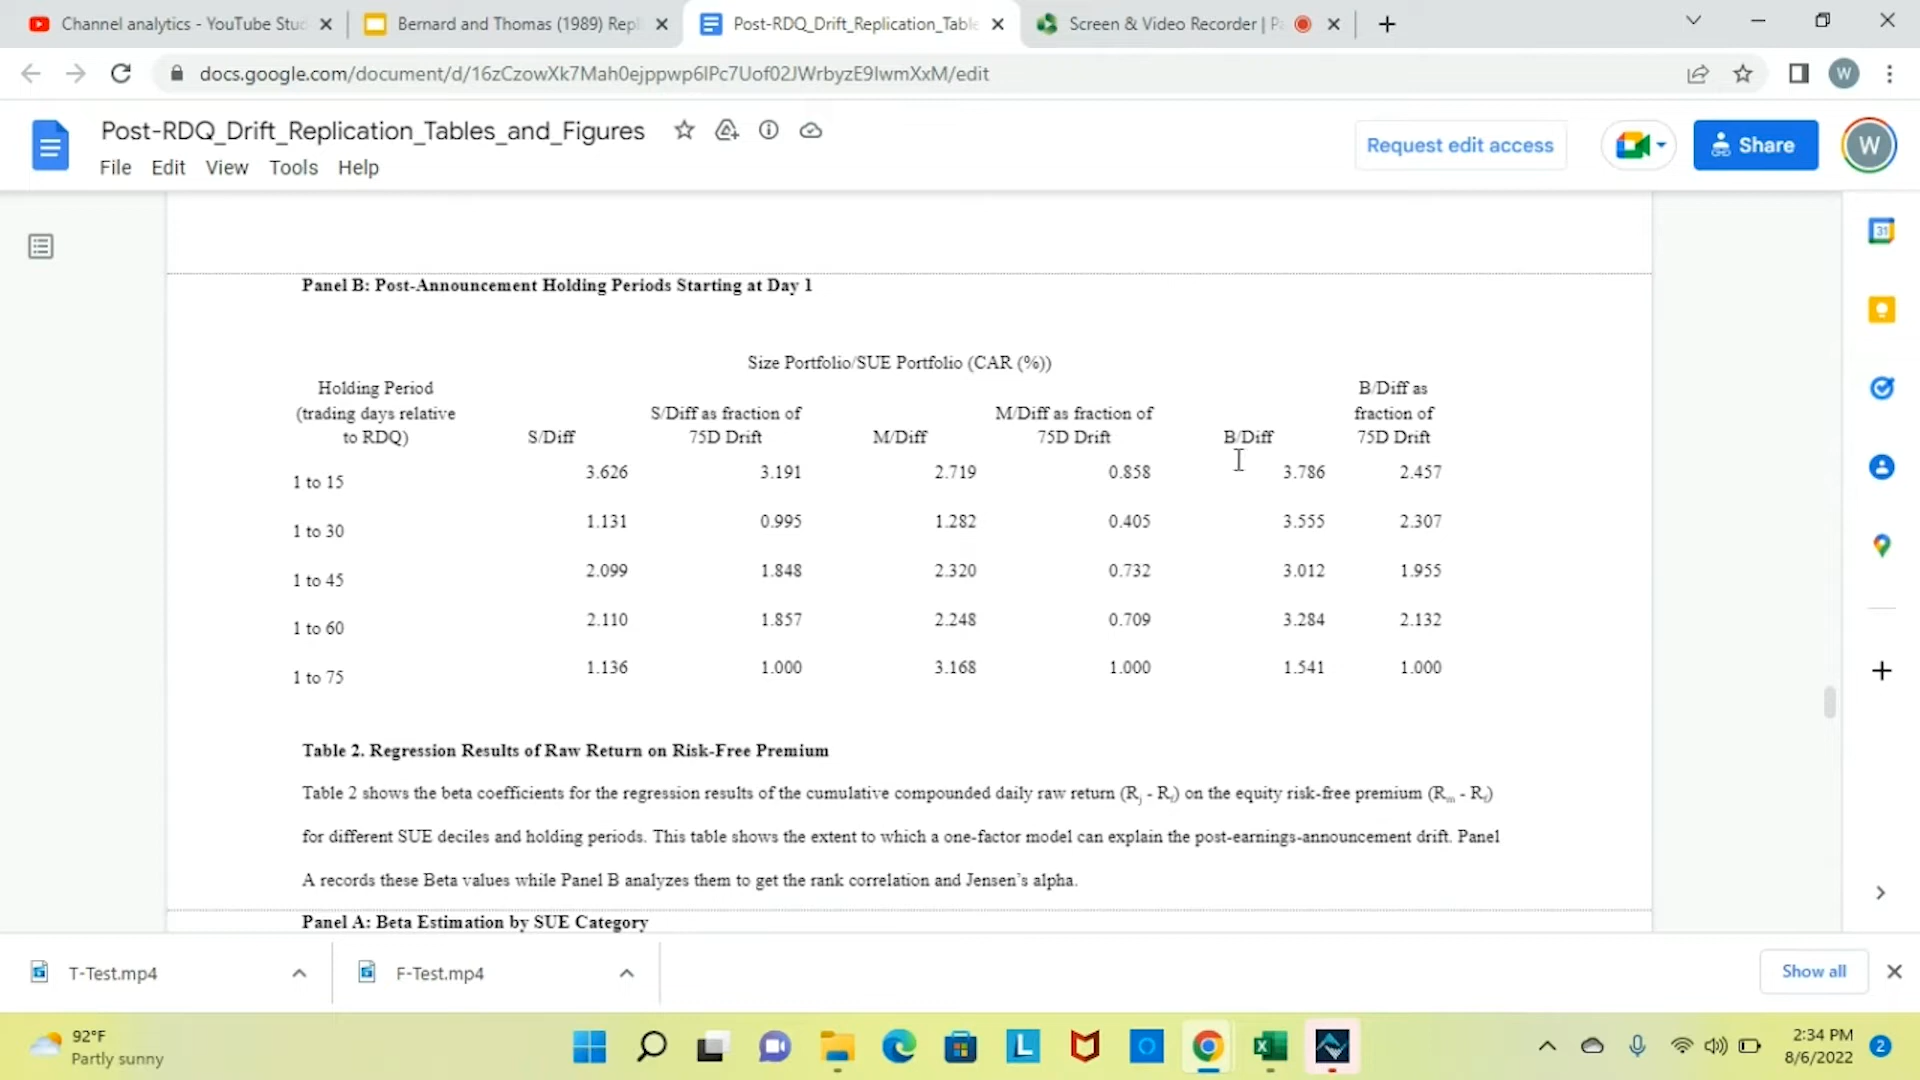 Channel analytics - YouTube Stud
Bernard and Thomas (1989) Repl
Post-RDQ_Drift_Replication_Table
Screen & Video Recorder | Pa
docs.google.com/document/d/16zCzowXk7Mah0ejppwp6lPc7Uof02JWrbyzE9lwmXxM/edit
W
Post-RDQ_Drift_Replication_Tables_and_Figures
File Edit View Tools Help
Request edit access
Share
W
31
Panel B: Post-Announcement Holding Periods Starting at Day 1
Size Portfolio/SUE Portfolio (CAR (%))
Holding Period
(trading days relative
to RDQ)
S/Diff
S/Diff as fraction of
75D Drift
M/Diff
M/Diff as fraction of
75D Drift
B/Diff
B/Diff as
fraction of
75D Drift
1 to 15 3.626 3.191 2.719 0.858 3.786 2.457
1 to 30 1.131 0.995 1.282 0.405 3.555 2.307
1 to 45 2.099 1.848 2.320 0.732 3.012 1.955
1 to 60 2.110 1.857 2.248 0.709 3.284 2.132
1 to 75 1.136 1.000 3.168 1.000 1.541 1.000
Table 2. Regression Results of Raw Return on Risk-Free Premium
Table 2 shows the beta coefficients for the regression results of the cumulative compounded daily raw return (Rj - Rf) on the equity risk-free premium (Rm - Rf)
for different SUE deciles and holding periods. This table shows the extent to which a one-factor model can explain the post-earnings-announcement drift. Panel
A records these Beta values while Panel B analyzes them to get the rank correlation and Jensen's alpha.
Panel A: Beta Estimation by SUE Category
T-Test.mp4
F-Test.mp4
Show all
92°F
Partly sunny
L
2:34 PM
8/6/2022
2